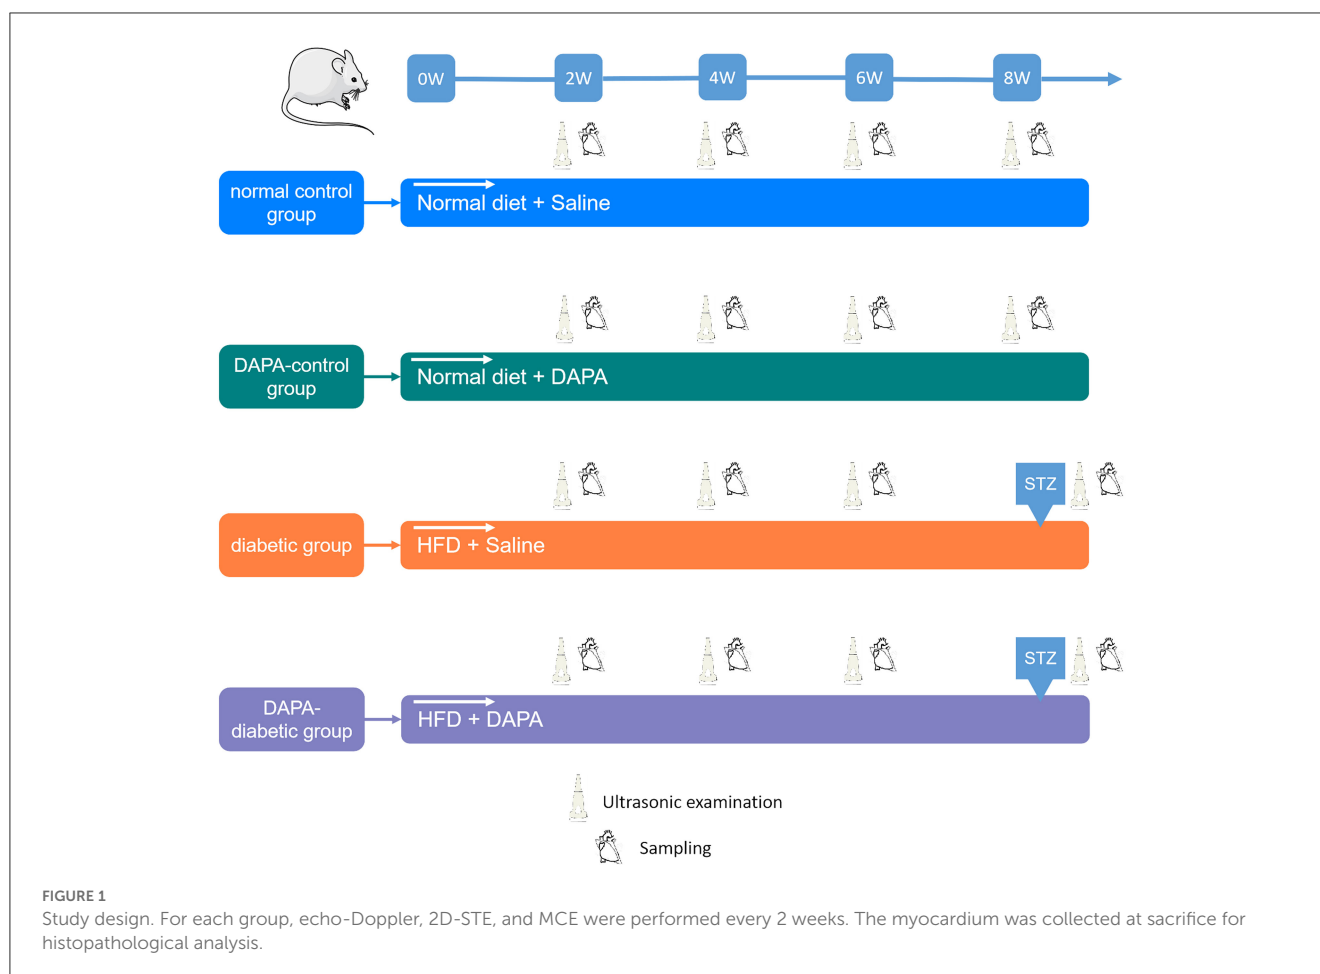 0W 2W 4W 6W 8W
normal control
group
Normal diet + Saline
DAPA-control
group
Normal diet + DAPA
STZ
diabetic group
HFD + Saline
STZ
DAPA-
diabetic group
HFD + DAPA
Ultrasonic examination
Sampling
FIGURE 1
Study design. For each group, echo-Doppler, 2D-STE, and MCE were performed every 2 weeks. The myocardium was collected at sacrifice for
histopathological analysis.